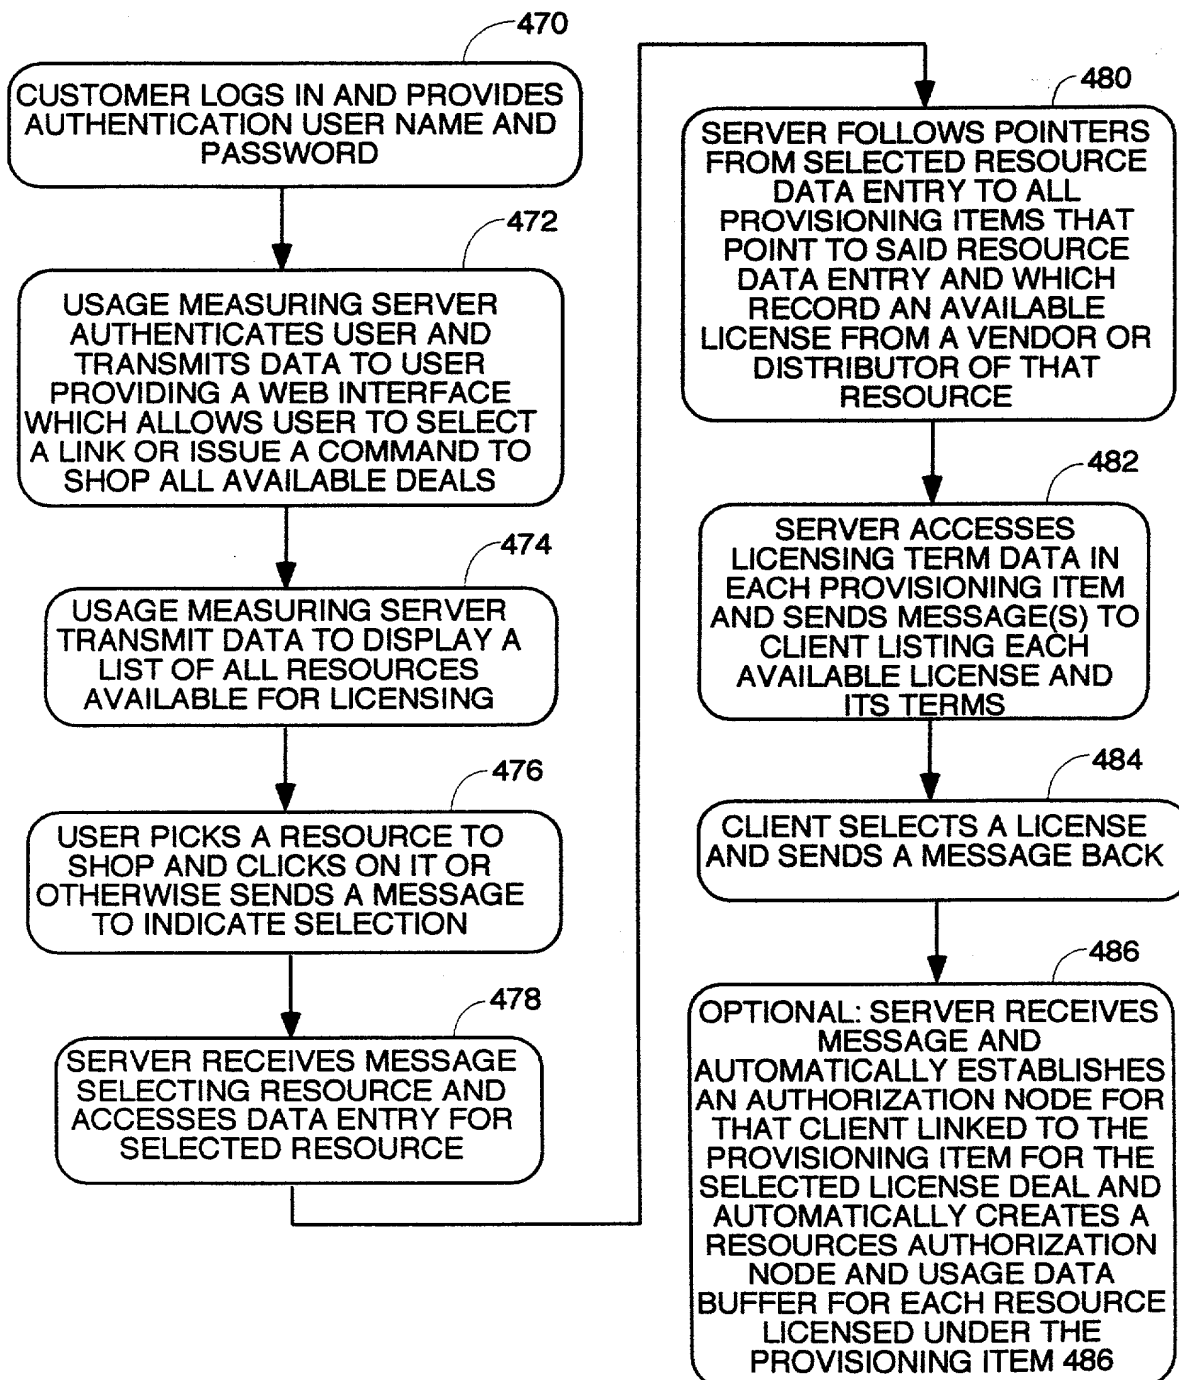 470
CUSTOMER LOGS IN AND PROVIDES
AUTHENTICATION USER NAME AND
PASSWORD
472
USAGE MEASURING SERVER
AUTHENTICATES USER AND
TRANSMITS DATA TO USER
PROVIDING A WEB INTERFACE
WHICH ALLOWS USER TO SELECT
A LINK OR ISSUE A COMMAND TO
SHOP ALL AVAILABLE DEALS
474
USAGE MEASURING SERVER
TRANSMIT DATA TO DISPLAY A
LIST OF ALL RESOURCES
AVAILABLE FOR LICENSING
476
USER PICKS A RESOURCE TO
SHOP AND CLICKS ON IT OR
OTHERWISE SENDS A MESSAGE
TO INDICATE SELECTION
478
SERVER RECEIVES MESSAGE
SELECTING RESOURCE AND
ACCESSES DATA ENTRY FOR
SELECTED RESOURCE
480
SERVER FOLLOWS POINTERS
FROM SELECTED RESOURCE
DATA ENTRY TO ALL
PROVISIONING ITEMS THAT
POINT TO SAID RESOURCE
DATA ENTRY AND WHICH
RECORD AN AVAILABLE
LICENSE FROM A VENDOR OR
DISTRIBUTOR OF THAT
RESOURCE
482
SERVER ACCESSES
LICENSING TERM DATA IN
EACH PROVISIONING ITEM
AND SENDS MESSAGE(S) TO
CLIENT LISTING EACH
AVAILABLE LICENSE AND
ITS TERMS
484
CLIENT SELECTS A LICENSE
AND SENDS A MESSAGE BACK
486
OPTIONAL: SERVER RECEIVES
MESSAGE AND
AUTOMATICALLY ESTABLISHES
AN AUTHORIZATION NODE FOR
THAT CLIENT LINKED TO THE
PROVISIONING ITEM FOR THE
SELECTED LICENSE DEAL AND
AUTOMATICALLY CREATES A
RESOURCES AUTHORIZATION
NODE AND USAGE DATA
BUFFER FOR EACH RESOURCE
LICENSED UNDER THE
PROVISIONING ITEM 486